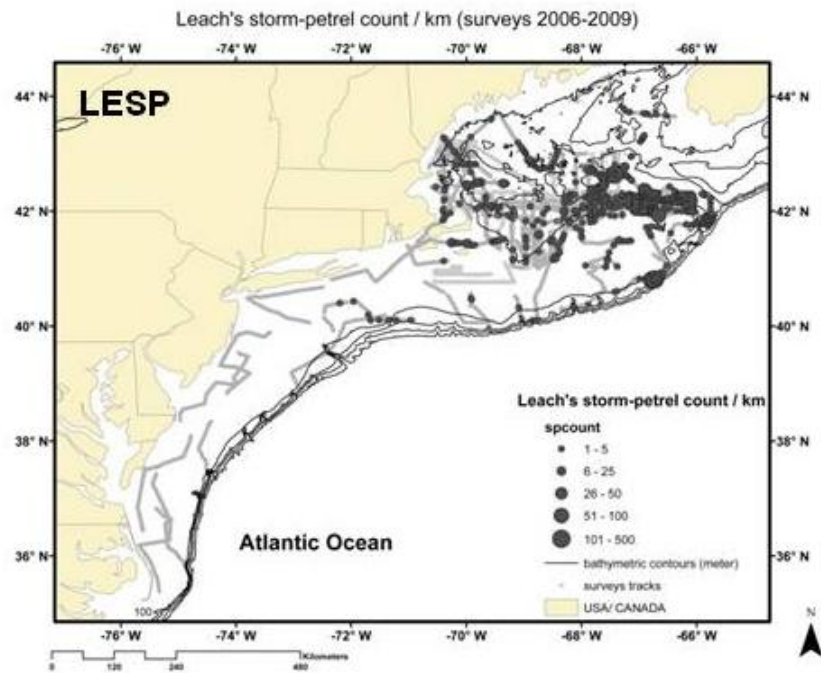 Leach's storm-petrel count / km (surveys 2006-2009)
-76° W -74° W -72° W -70° W -68° W -66° W
LESP
44° N 44° N
42° N 42° N
40° N 40° N
38° N 38° N
36° N 36° N
Leach's storm-petrel count / km
spcount
1 - 5
6 - 25
26 - 50
51 - 100
101 - 500
bathymetric contours (meter)
surveys tracks
USA/ CANADA
Atlantic Ocean
100
-76° W -74° W -72° W -70° W -68° W -66° W
N
Kilometers
0 120 240 480